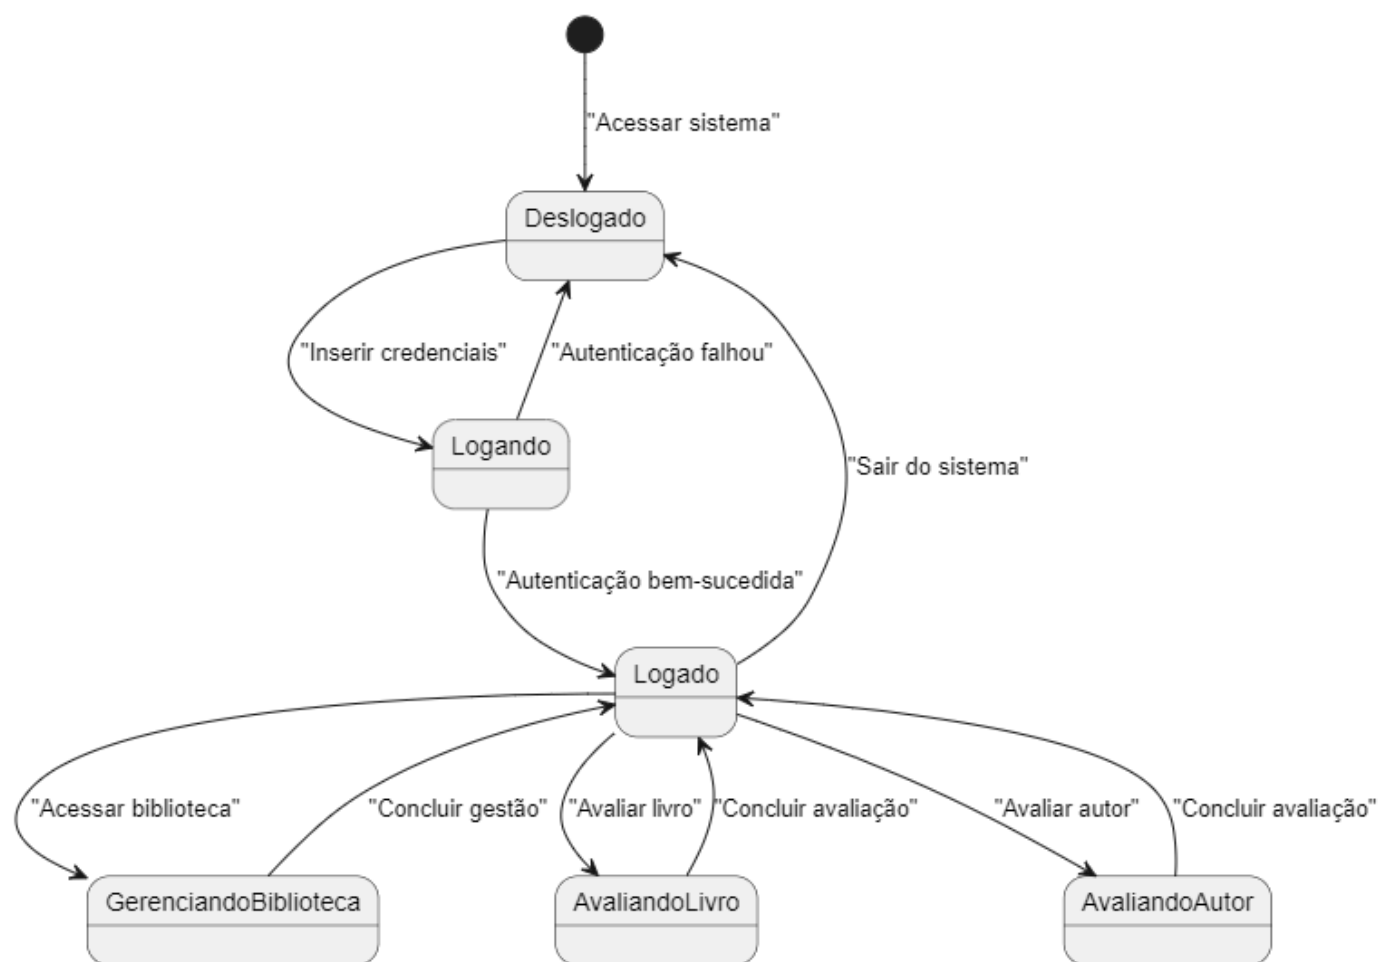 "Acessar sistema"
Deslogado
"Inserir credenciais"
"Autenticação falhou"
Logando
"Sair do sistema"
"Autenticação bem-sucedida"
Logado
"Acessar biblioteca"
"Concluir gestão"
"Avaliar livro"
"Concluir avaliação"
"Avaliar autor"
"Concluir avaliação"
GerenciandoBiblioteca
AvaliandoLivro
AvaliandoAutor